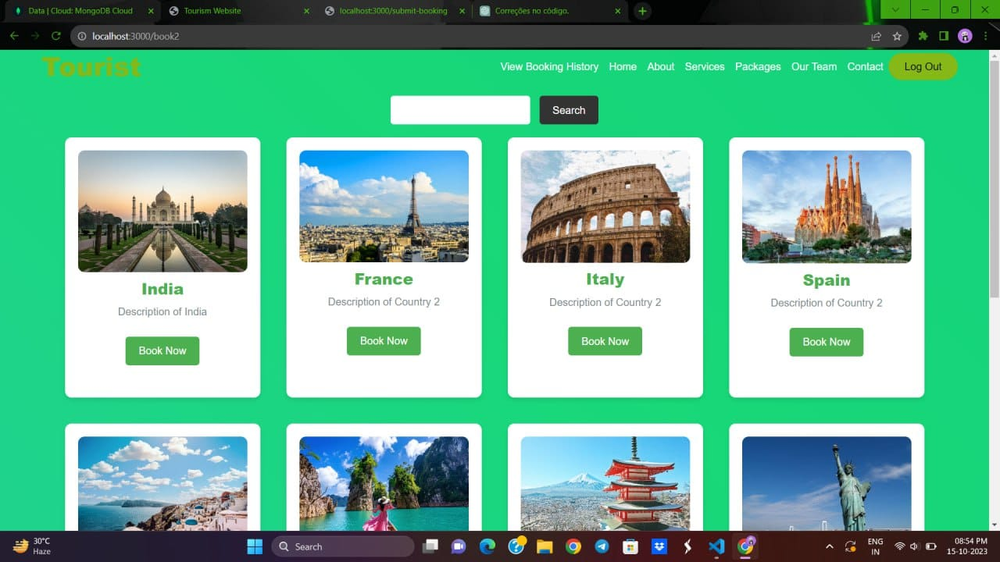 Data | Cloud: MongoDB Cloud
Tourism Website
localhost:3000/submit-booking
Correções no código.
localhost:3000/book2
Tourist
View Booking History Home About Services Packages Our Team Contact Log Out
Search
India
Description of India
Book Now
France
Description of Country 2
Book Now
Italy
Description of Country 2
Book Now
Spain
Description of Country 2
Book Now
30°C
Haze
Search
ENG
IN
08:54 PM
15-10-2023